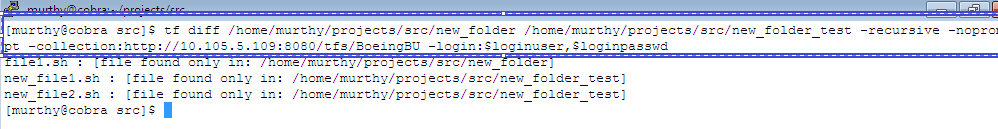 murthy@cobra:~/projects/src
[murthy@cobra src]$ tf diff /home/murthy/projects/src/new_folder /home/murthy/projects/src/new_folder_test -recursive -noprom
pt -collection:http://10.105.5.109:8080/tfs/BoeingBU -login:$loginuser,$loginpasswd
file1.sh : [file found only in: /home/murthy/projects/src/new_folder]
new_file1.sh : [file found only in: /home/murthy/projects/src/new_folder_test]
new_file2.sh : [file found only in: /home/murthy/projects/src/new_folder_test]
[murthy@cobra src]$